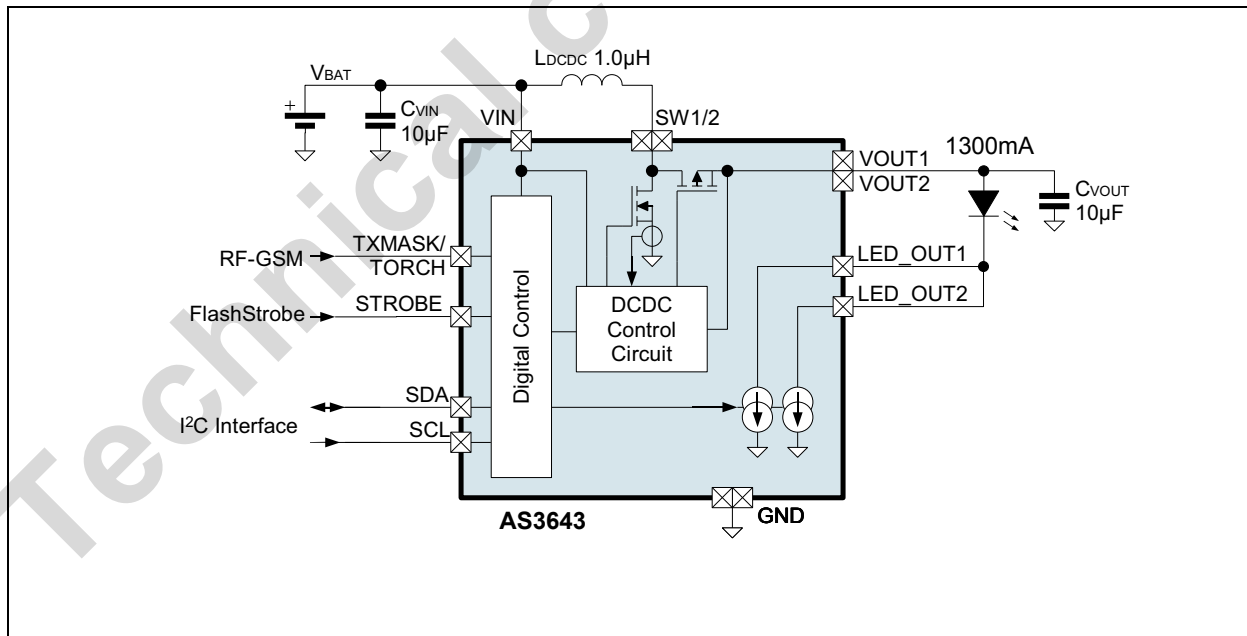 Technical c
LDCDC 1.0µH
VBAT
+
CVIN
10µF
VIN
SW1/2
1300mA
VOUT1
VOUT2
CVOUT
10µF
RF-GSM
TXMASK/
TORCH
LED_OUT1
FlashStrobe
STROBE
LED_OUT2
Digital Control
DCDC
Control
Circuit
I²C Interface
SDA
SCL
AS3643
GND